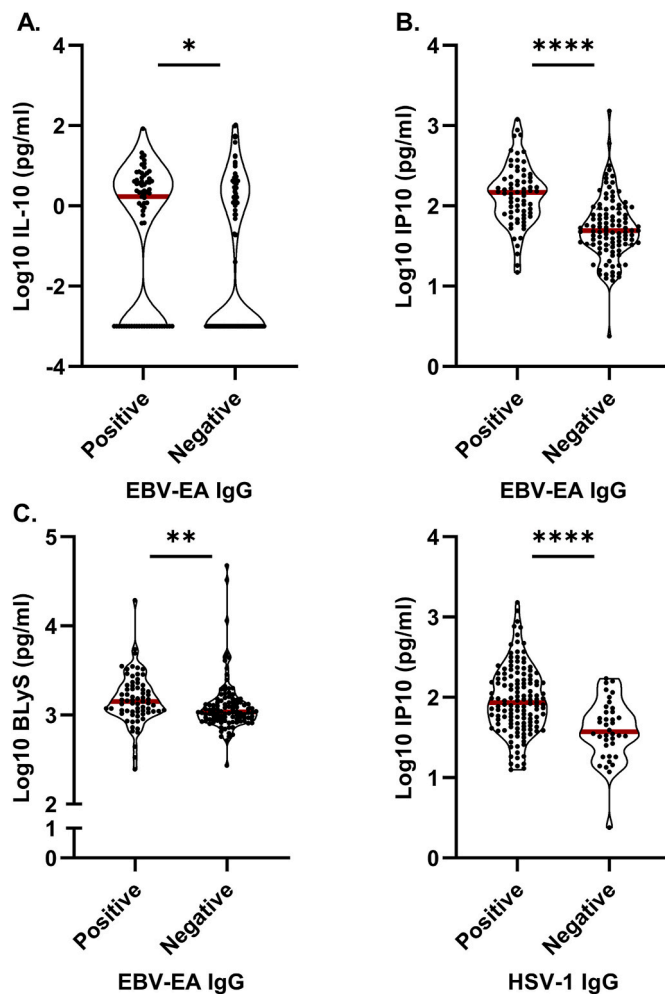 A.
*
4
2
0
-2
-4
Log10 IL-10 (pg/ml)
Positive
Negative
EBV-EA IgG
B.
****
4
3
2
1
0
Log10 IP10 (pg/ml)
Positive
Negative
EBV-EA IgG
C.
**
5
4
3
2
1
0
Log10 BLyS (pg/ml)
Positive
Negative
EBV-EA IgG
****
4
3
2
1
0
Log10 IP10 (pg/ml)
Positive
Negative
HSV-1 IgG